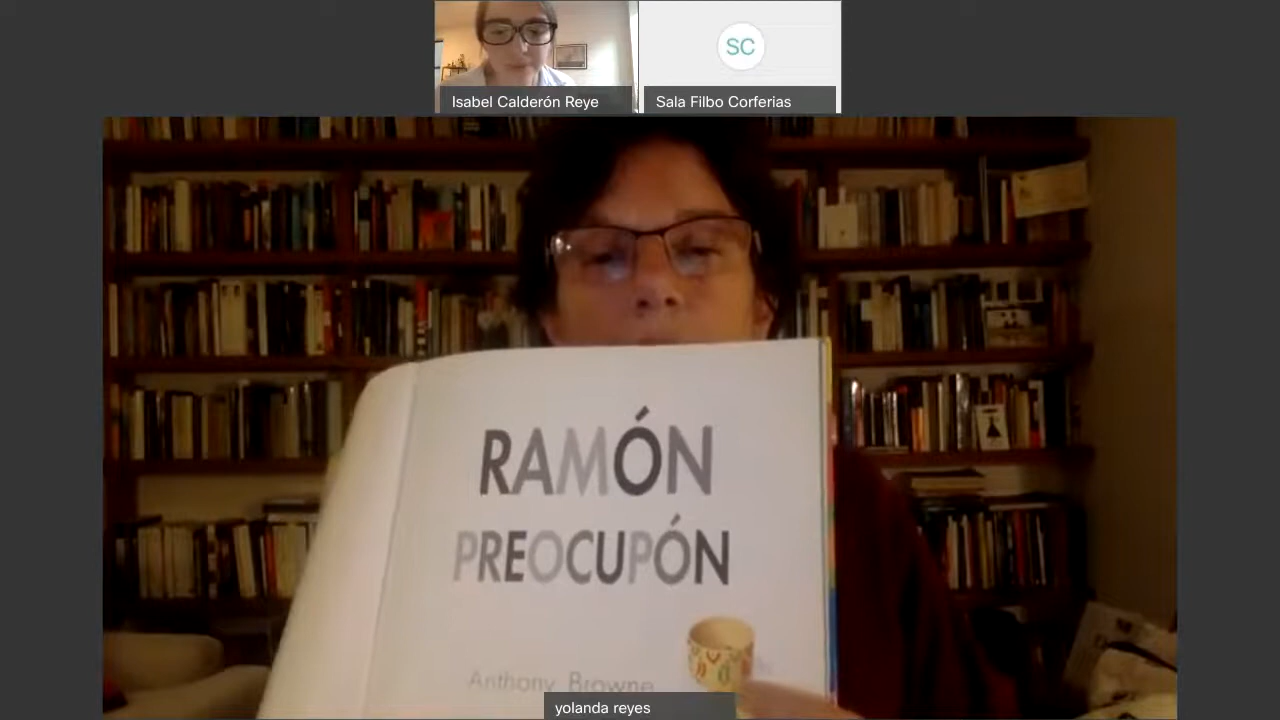 Isabel Calderón Reye
SC
Sala Filbo Corferias
RAMÓN
PREOCUPÓN
Anthony Browne
yolanda reyes